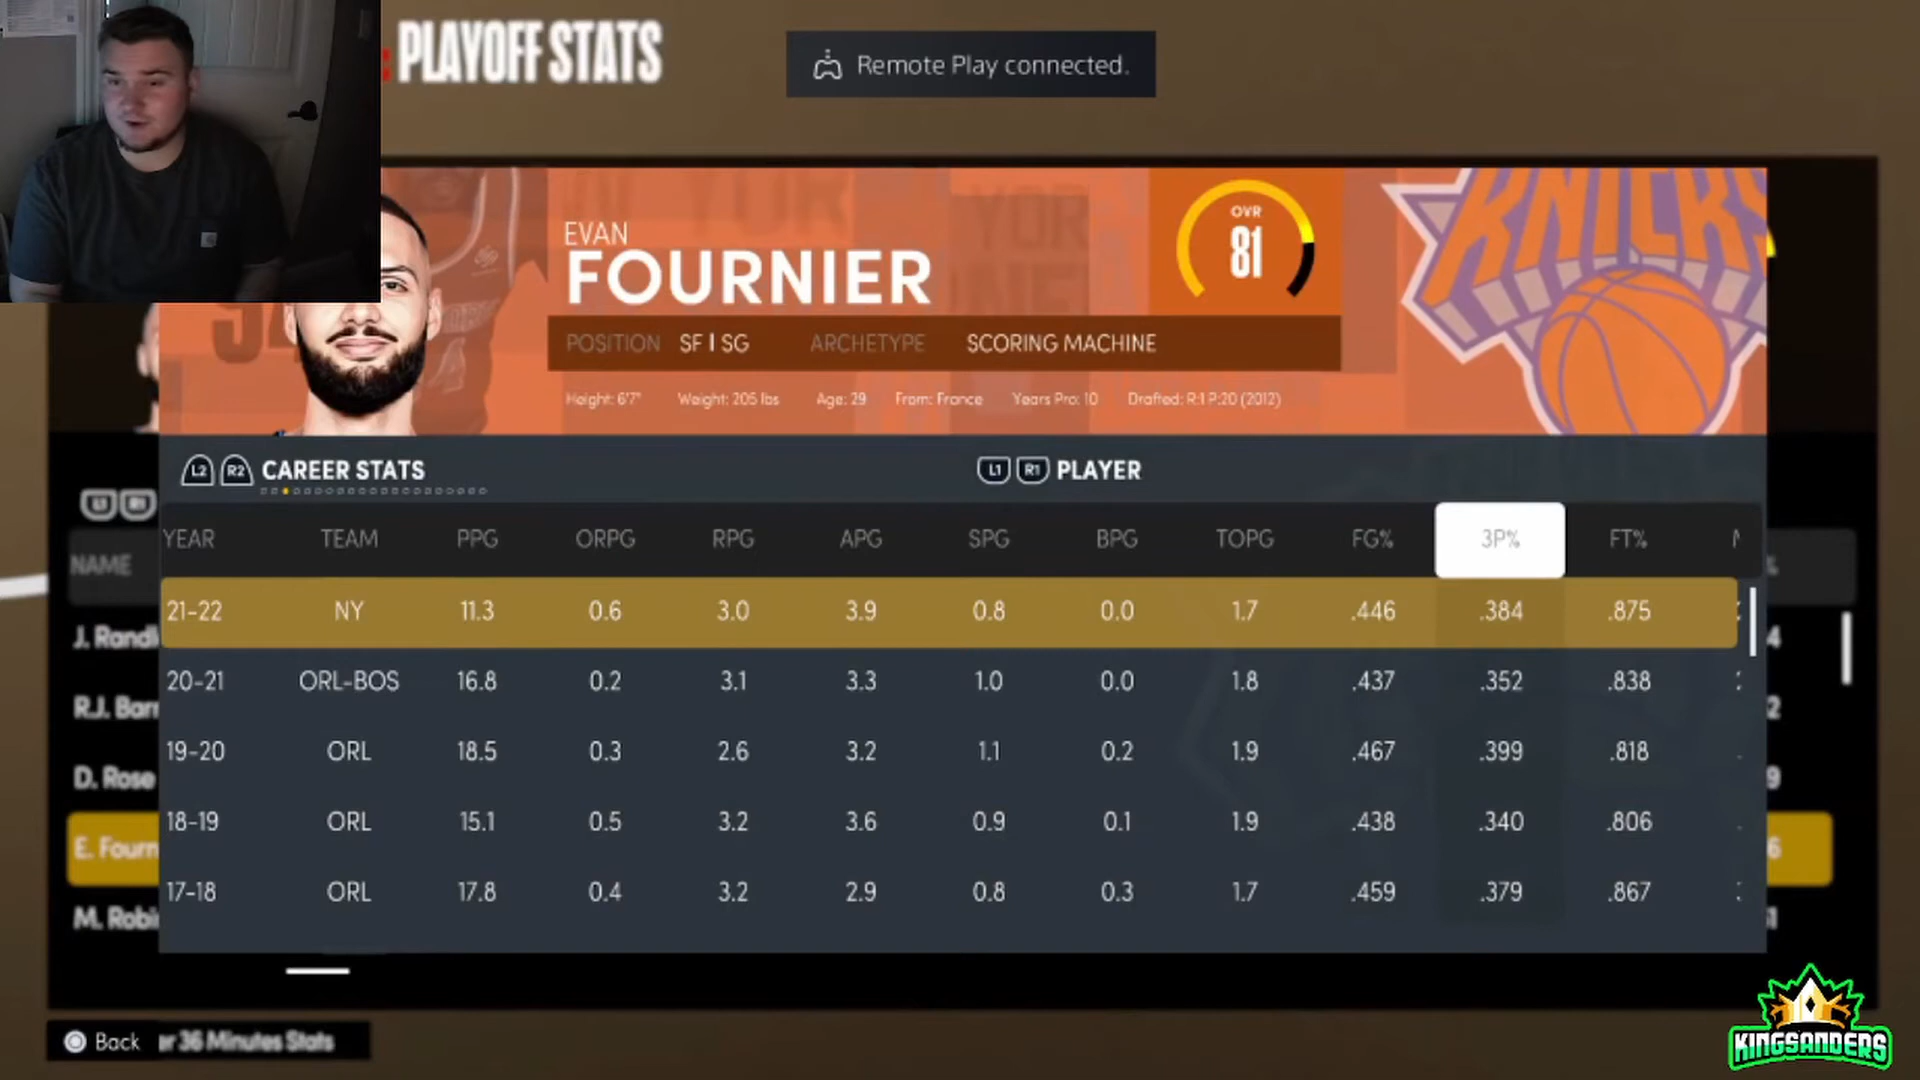 PLAYOFF STATS
Remote Play connected.
EVAN
FOURNIER
OVR
81
KNICKS
POSITION SF | SG ARCHETYPE SCORING MACHINE
Height: 6'7" Weight: 205 lbs Age: 29 From: France Years Pro: 10 Drafted: R:1 P:20 (2012)
L2 R2 CAREER STATS L1 R1 PLAYER
YEAR TEAM PPG ORPG RPG APG SPG BPG TOPG FG% 3P% FT%
21-22 NY 11.3 0.6 3.0 3.9 0.8 0.0 1.7 .446 .384 .875
20-21 ORL-BOS 16.8 0.2 3.1 3.3 1.0 0.0 1.8 .437 .352 .838
19-20 ORL 18.5 0.3 2.6 3.2 1.1 0.2 1.9 .467 .399 .818
18-19 ORL 15.1 0.5 3.2 3.6 0.9 0.1 1.9 .438 .340 .806
17-18 ORL 17.8 0.4 3.2 2.9 0.8 0.3 1.7 .459 .379 .867
NAME
J. Randl
R.J. Barr
D. Rose
E. Fourn
M. Robi
Back er 36 Minutes Stats
KINGSANDERS